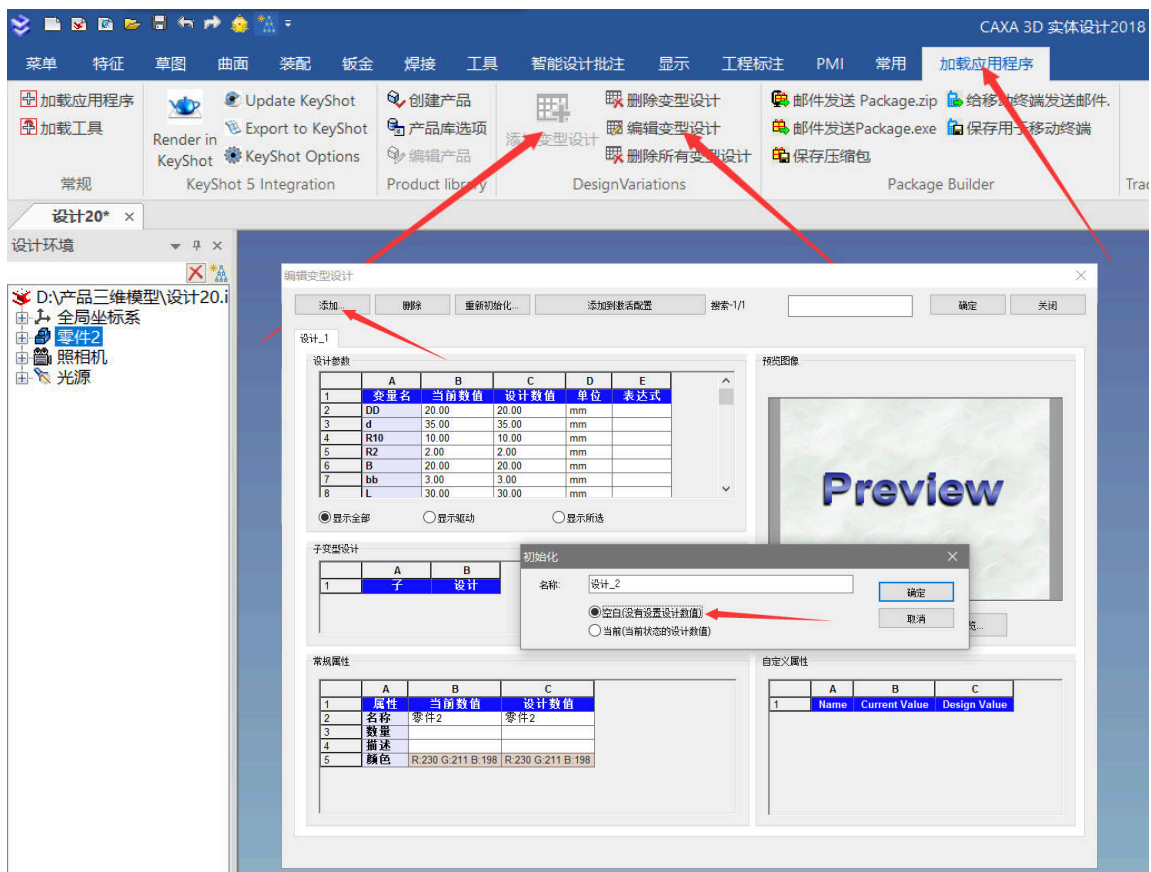 CAXA 3D 实体设计2018
菜单 特征 草图 曲面 装配 钣金 焊接 工具 智能设计批注 显示 工程标注 PMI 常用 加载应用程序
加载应用程序
加载工具
常规
Render in KeyShot
Update KeyShot
Export to KeyShot
KeyShot Options
KeyShot 5 Integration
创建产品
产品库选项
编辑产品
Product library
添加变型设计
删除变型设计
编辑变型设计
删除所有变型设计
DesignVariations
邮件发送 Package.zip
邮件发送Package.exe
保存压缩包
给移动终端发送邮件.
保存用于移动终端
Package Builder
Trac
设计20*
设计环境
D:\产品三维模型\设计20.i
全局坐标系
零件2
照相机
光源
编辑变型设计
添加... 删除 重新初始化... 添加到激活配置 搜索-1/1 确定 关闭
设计_1
设计参数
A B C D E
1 变量名 当前数值 设计数值 单位 表达式
2 DD 20.00 20.00 mm
3 d 35.00 35.00 mm
4 R10 10.00 10.00 mm
5 R2 2.00 2.00 mm
6 B 20.00 20.00 mm
7 bb 3.00 3.00 mm
8 L 30.00 30.00 mm
显示全部 显示驱动 显示所选
预览图像
Preview
子变型设计
A B
1 子 设计
初始化
名称: 设计_2
空白(没有设置设计数值)
当前(当前状态的设计数值)
确定
取消
常规属性
A B C
1 属性 当前数值 设计数值
2 名称 零件2 零件2
3 数量
4 描述
5 颜色 R:230 G:211 B:198 R:230 G:211 B:198
自定义属性
A B C
1 Name Current Value Design Value